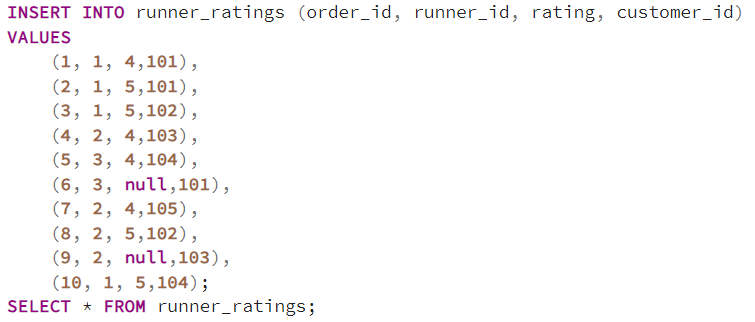 INSERT INTO runner_ratings (order_id, runner_id, rating, customer_id)
VALUES
(1, 1, 4,101),
(2, 1, 5,101),
(3, 1, 5,102),
(4, 2, 4,103),
(5, 3, 4,104),
(6, 3, null,101),
(7, 2, 4,105),
(8, 2, 5,102),
(9, 2, null,103),
(10, 1, 5,104);
SELECT * FROM runner_ratings;